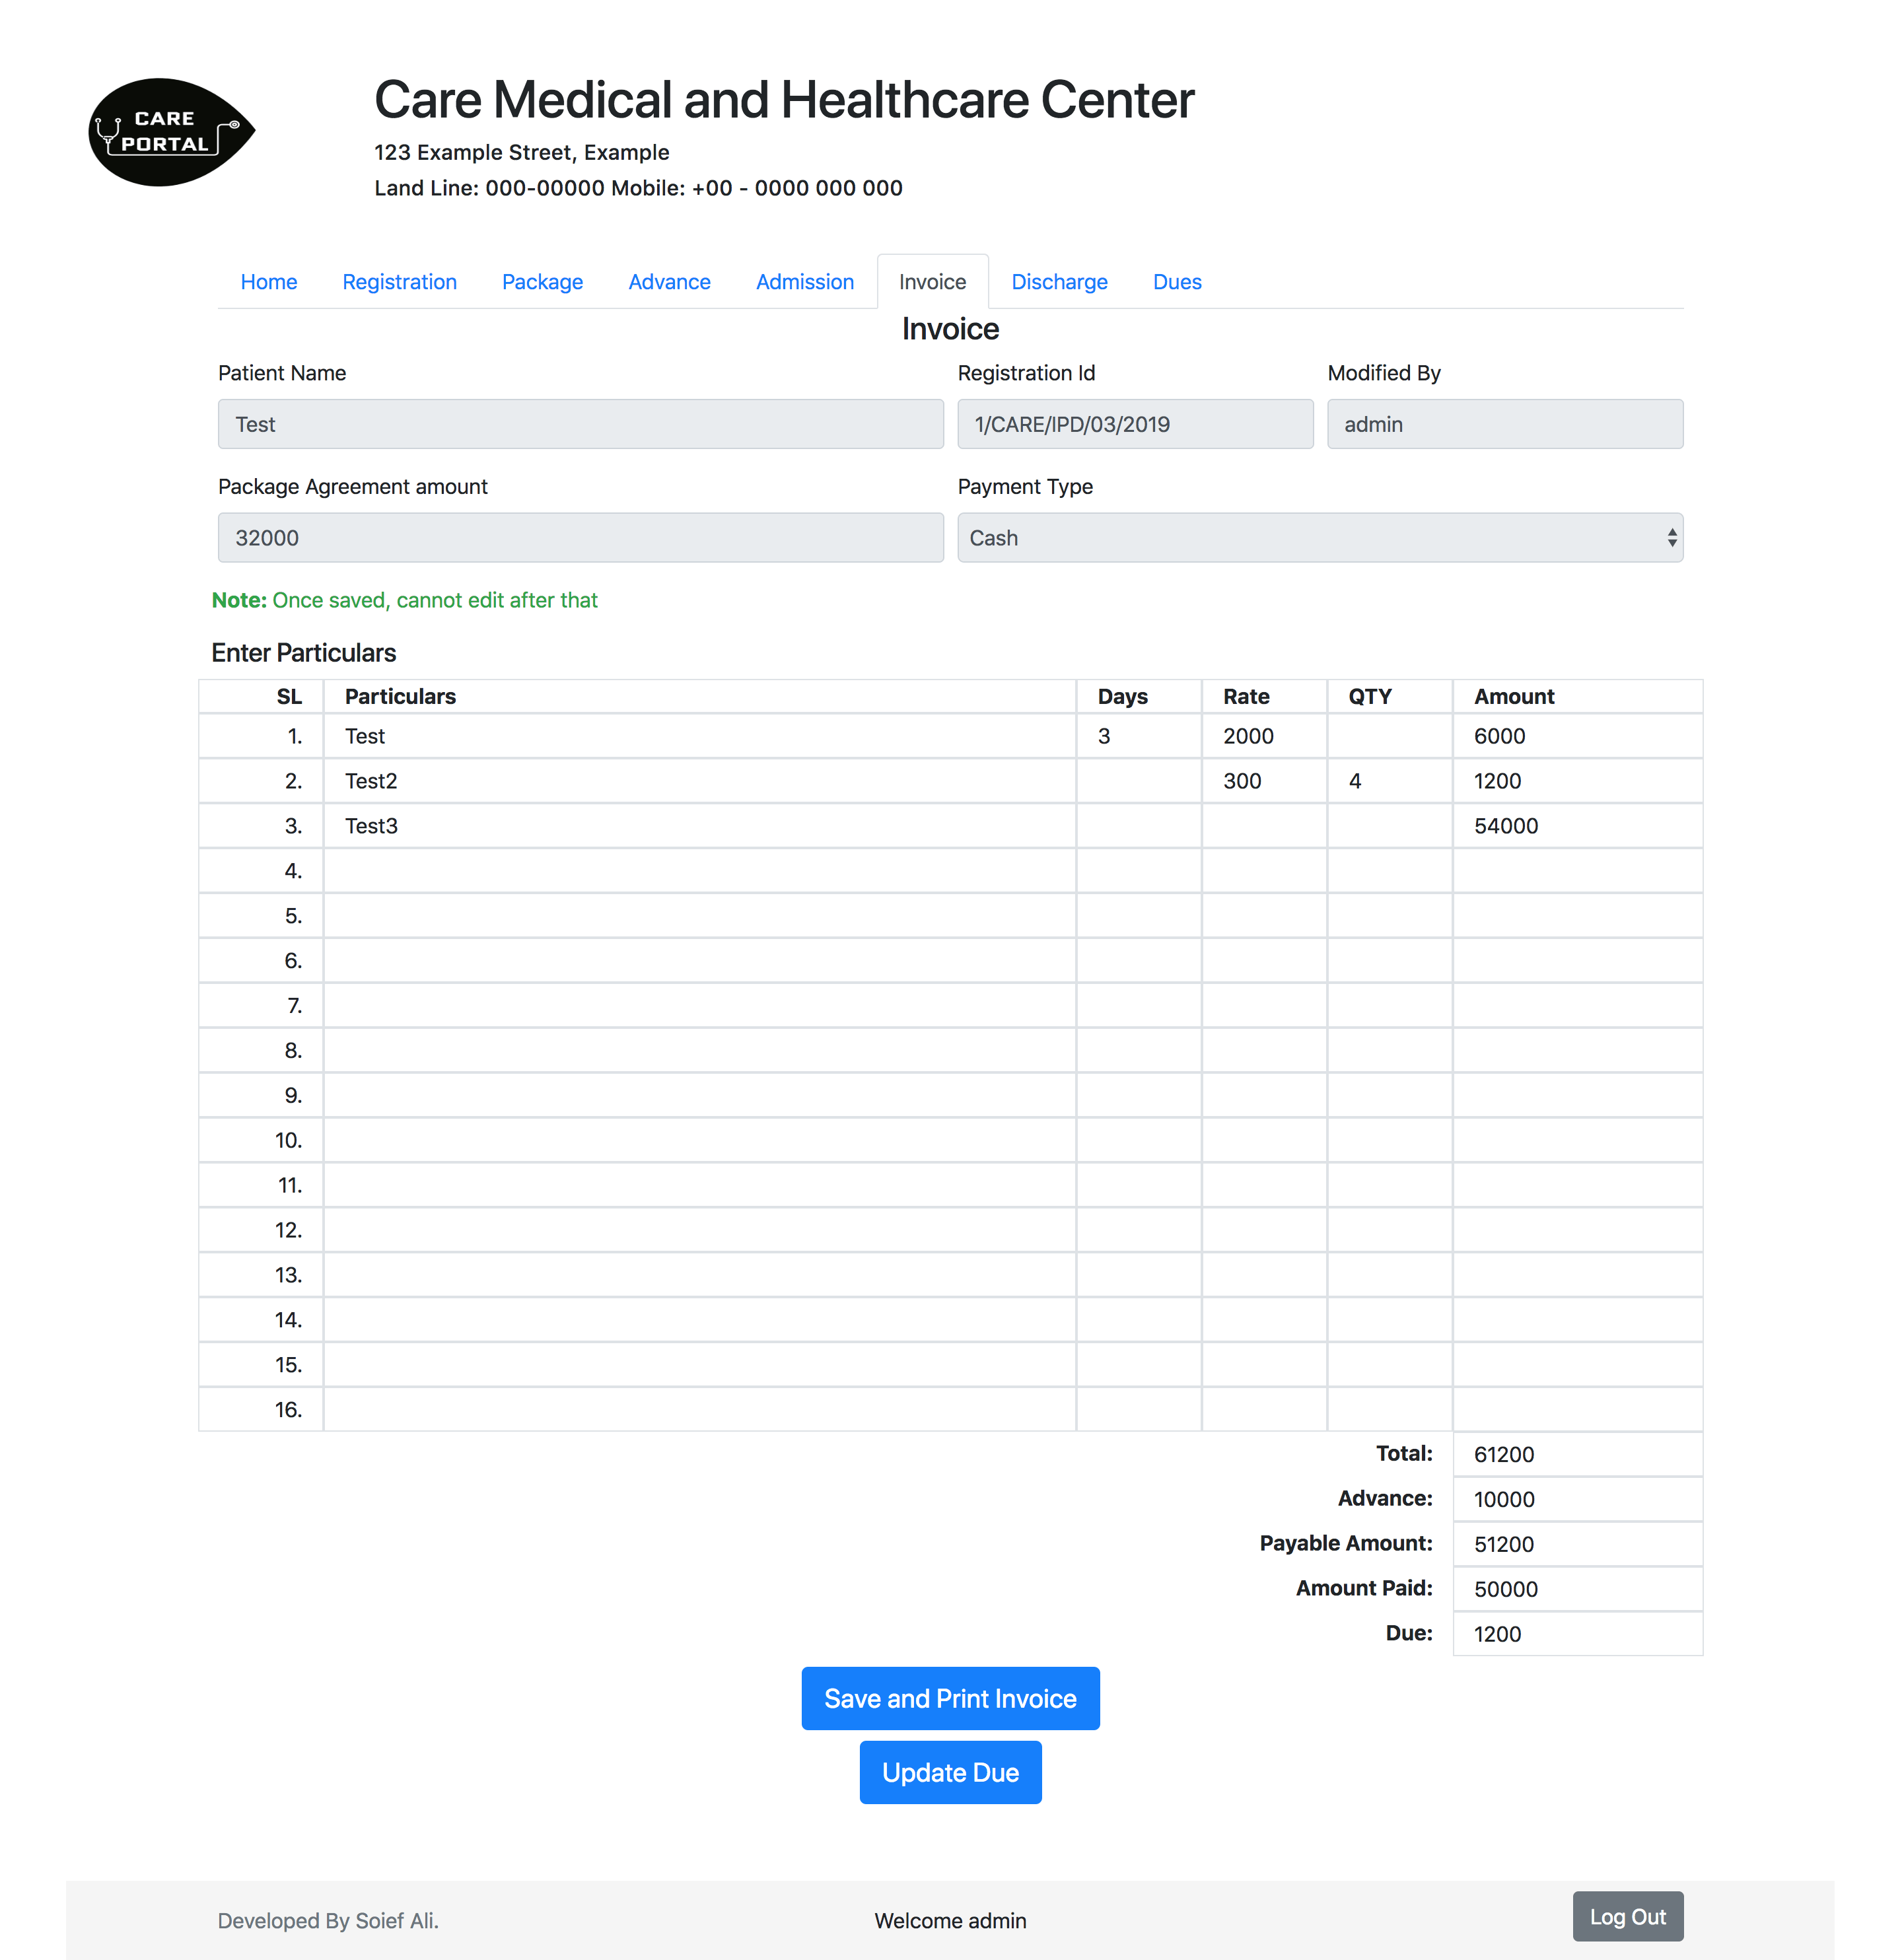 CARE
PORTAL
Care Medical and Healthcare Center
123 Example Street, Example
Land Line: 000-00000 Mobile: +00 - 0000 000 000
Home Registration Package Advance Admission Invoice Discharge Dues
Invoice
Patient Name Registration Id Modified By
Test 1/CARE/IPD/03/2019 admin
Package Agreement amount Payment Type
32000 Cash
Note: Once saved, cannot edit after that
Enter Particulars
SL Particulars Days Rate QTY Amount
1. Test 3 2000 6000
2. Test2 300 4 1200
3. Test3 54000
4.
5.
6.
7.
8.
9.
10.
11.
12.
13.
14.
15.
16.
Total: 61200
Advance: 10000
Payable Amount: 51200
Amount Paid: 50000
Due: 1200
Save and Print Invoice
Update Due
Developed By Soief Ali. Welcome admin Log Out